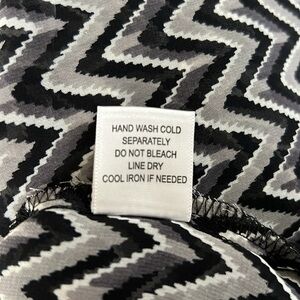 HAND WASH COLD
SEPARATELY
DO NOT BLEACH
LINE DRY
COOL IRON IF NEEDED